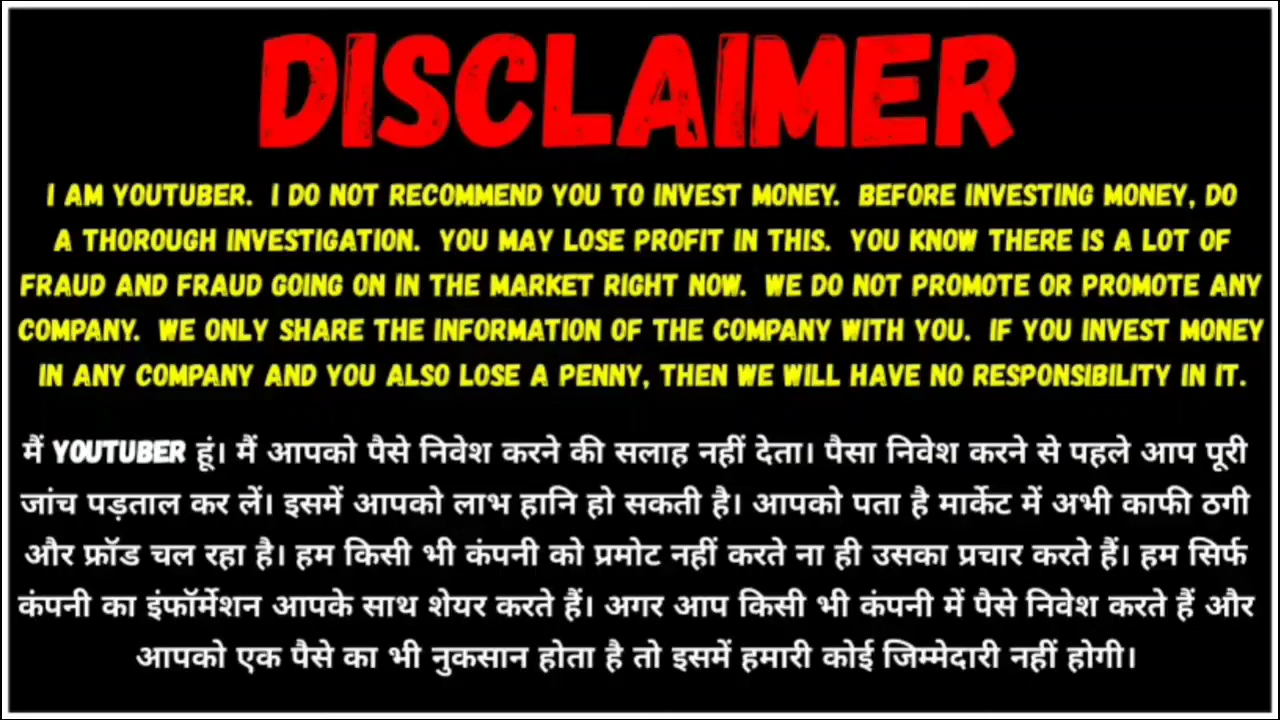 DISCLAIMER
I AM YOUTUBER. I DO NOT RECOMMEND YOU TO INVEST MONEY. BEFORE INVESTING MONEY, DO
A THOROUGH INVESTIGATION. YOU MAY LOSE PROFIT IN THIS. YOU KNOW THERE IS A LOT OF
FRAUD AND FRAUD GOING ON IN THE MARKET RIGHT NOW. WE DO NOT PROMOTE OR PROMOTE ANY
COMPANY. WE ONLY SHARE THE INFORMATION OF THE COMPANY WITH YOU. IF YOU INVEST MONEY
IN ANY COMPANY AND YOU ALSO LOSE A PENNY, THEN WE WILL HAVE NO RESPONSIBILITY IN IT.
मैं YOUTUBER हूं। मैं आपको पैसे निवेश करने की सलाह नहीं देता। पैसा निवेश करने से पहले आप पूरी
जांच पड़ताल कर लें। इसमें आपको लाभ हानि हो सकती है। आपको पता है मार्केट में अभी काफी ठगी
और फ्रॉड चल रहा है। हम किसी भी कंपनी को प्रमोट नहीं करते ना ही उसका प्रचार करते हैं। हम सिर्फ
कंपनी का इंफॉर्मेशन आपके साथ शेयर करते हैं। अगर आप किसी भी कंपनी में पैसे निवेश करते हैं और
आपको एक पैसे का भी नुकसान होता है तो इसमें हमारी कोई जिम्मेदारी नहीं होगी।